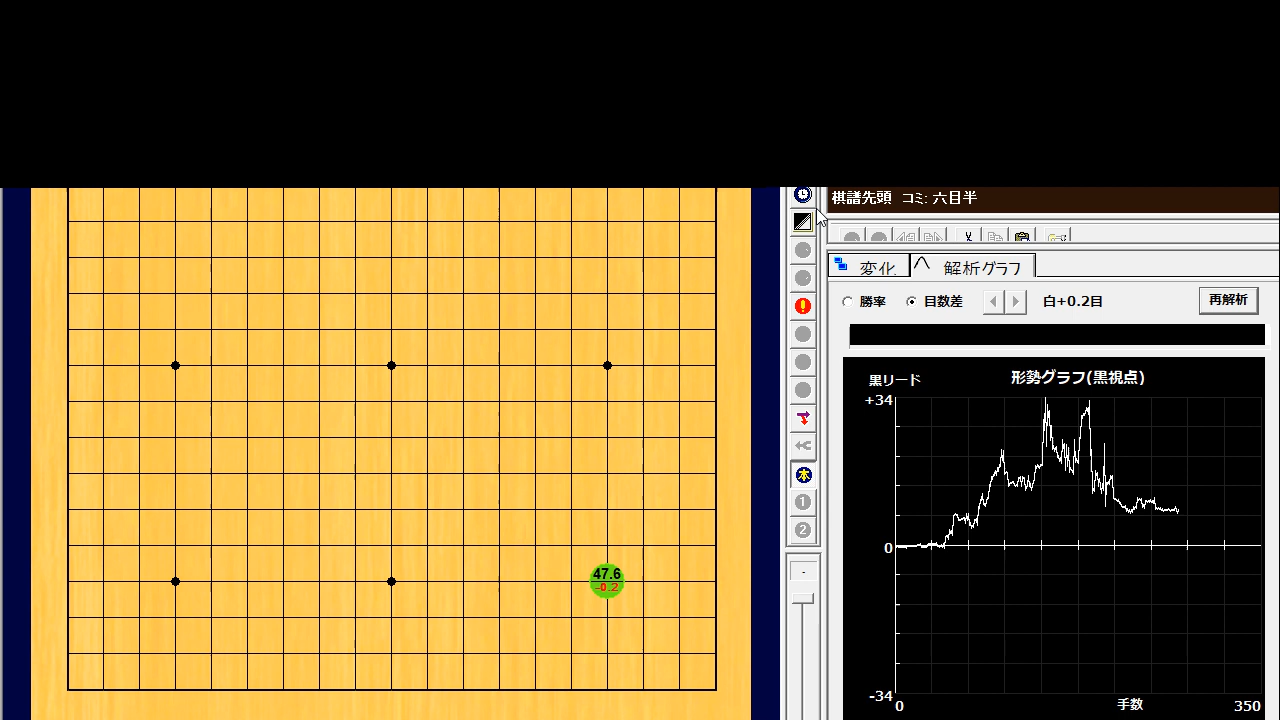 棋譜先頭 コミ: 六目半
変化 解析グラフ
勝率 目数差 白+0.2目 再解析
形勢グラフ(黒視点)
黒リード
+34
0
-34
0 手数 350
47.6
-0.2
1
2
-